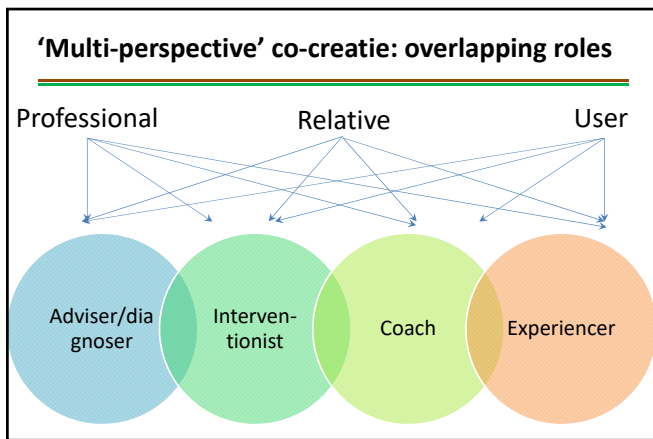 ‘Multi-perspective’ co-creatie: overlapping roles
Professional Relative User
Adviser/dia
gnoser
Interven-
tionist
Coach
Experiencer